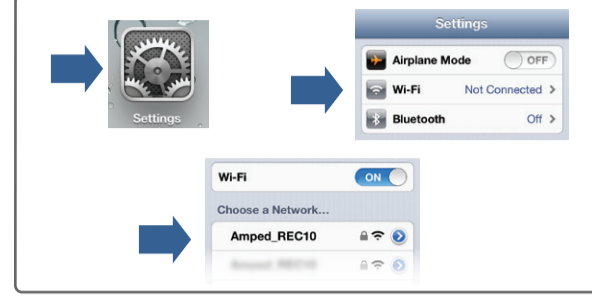 Settings
Settings
Airplane Mode OFF
Wi-Fi Not Connected
Bluetooth Off
Wi-Fi ON
Choose a Network...
Amped_REC10